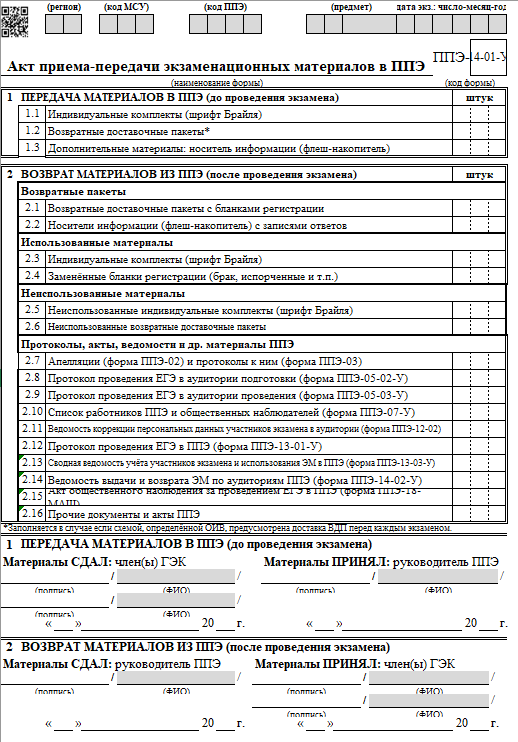 (регион) (код МСУ) (код ППЭ) (предмет) дата экз.: число-месяц-год
Акт приема-передачи экзаменационных материалов в ППЭ ППЭ-14-01-У
(наименование формы) (код формы)
1 ПЕРЕДАЧА МАТЕРИАЛОВ В ППЭ (до проведения экзамена) штук
1.1 Индивидуальные комплекты (шрифт Брайля)
1.2 Возвратные доставочные пакеты*
1.3 Дополнительные материалы: носитель информации (флеш-накопитель)
2 ВОЗВРАТ МАТЕРИАЛОВ ИЗ ППЭ (после проведения экзамена) штук
Возвратные пакеты
2.1 Возвратные доставочные пакеты с бланками регистрации
2.2 Носители информации (флеш-накопитель) с записями ответов
Использованные материалы
2.3 Индивидуальные комплекты (шрифт Брайля)
2.4 Заменённые бланки регистрации (брак, испорченные и т.п.)
Неиспользованные материалы
2.5 Неиспользованные индивидуальные комплекты (шрифт Брайля)
2.6 Неиспользованные возвратные доставочные пакеты
Протоколы, акты, ведомости и др. материалы ППЭ
2.7 Апелляции (форма ППЭ-02) и протоколы к ним (форма ППЭ-03)
2.8 Протокол проведения ЕГЭ в аудитории подготовки (форма ППЭ-05-02-У)
2.9 Протокол проведения ЕГЭ в аудитории проведения (форма ППЭ-05-03-У)
2.10 Список работников ППЭ и общественных наблюдателей (форма ППЭ-07-У)
2.11 Ведомость коррекции персональных данных участников экзамена в аудитории (форма ППЭ-12-02)
2.12 Протокол проведения ЕГЭ в ППЭ (форма ППЭ-13-01-У)
2.13 Сводная ведомость учёта участников экзамена и использования ЭМ в ППЭ (форма ППЭ-13-03-У)
2.14 Ведомость выдачи и возврата ЭМ по аудиториям ППЭ (форма ППЭ-14-02-У)
2.15 Акт общественного наблюдения за проведением ЕГЭ в ППЭ (форма ППЭ-18-
МАШ)
2.16 Прочие документы и акты ППЭ
*Заполняется в случае если схемой, определённой ОИВ, предусмотрена доставка ВДП перед каждым экзаменом.
1 ПЕРЕДАЧА МАТЕРИАЛОВ В ППЭ (до проведения экзамена)
Материалы СДАЛ: член(ы) ГЭК Материалы ПРИНЯЛ: руководитель ППЭ
/ / / /
(подпись) (ФИО) (подпись) (ФИО)
/ /
(подпись) (ФИО)
« » 20 г. « » 20 г.
2 ВОЗВРАТ МАТЕРИАЛОВ ИЗ ППЭ (после проведения экзамена)
Материалы СДАЛ: руководитель ППЭ Материалы ПРИНЯЛ: член(ы) ГЭК
/ / / /
(подпись) (ФИО) (подпись) (ФИО)
/ /
(подпись) (ФИО)
« » 20 г. « » 20 г.